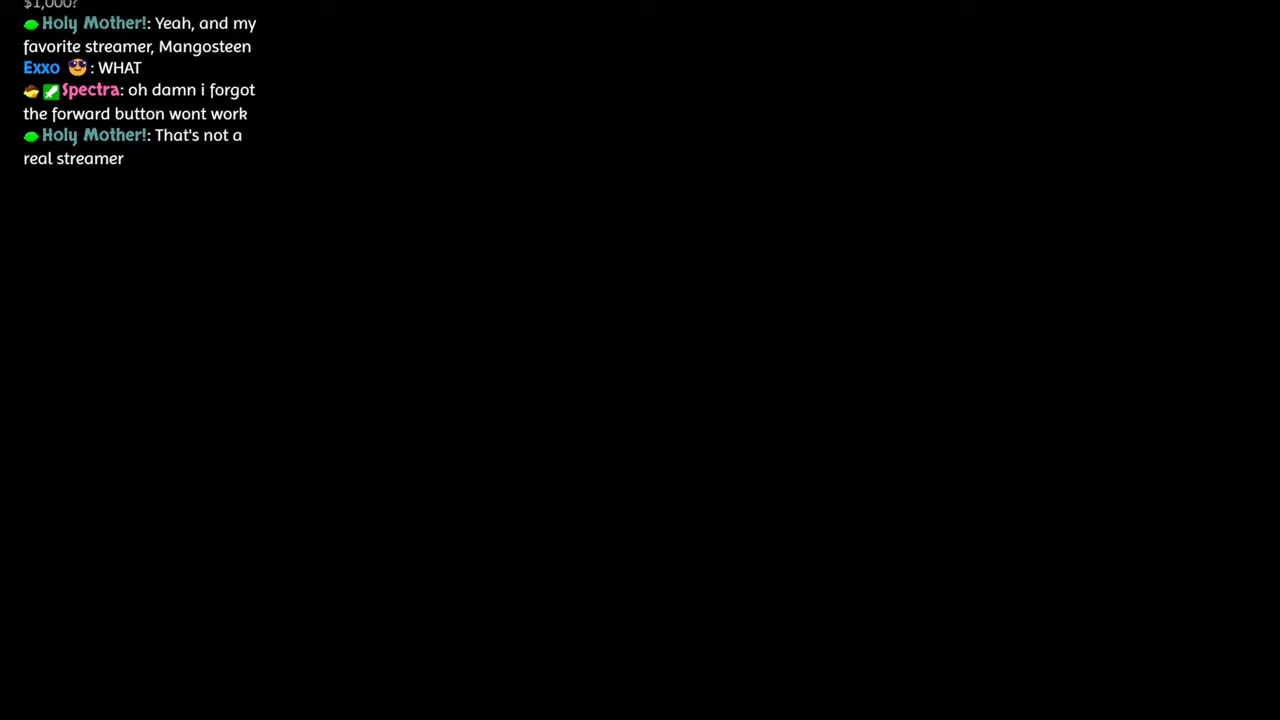 $1,000?
Holy Mother!: Yeah, and my
favorite streamer, Mangosteen
Exxo 😎: WHAT
Spectra: oh damn i forgot
the forward button wont work
Holy Mother!: That's not a
real streamer